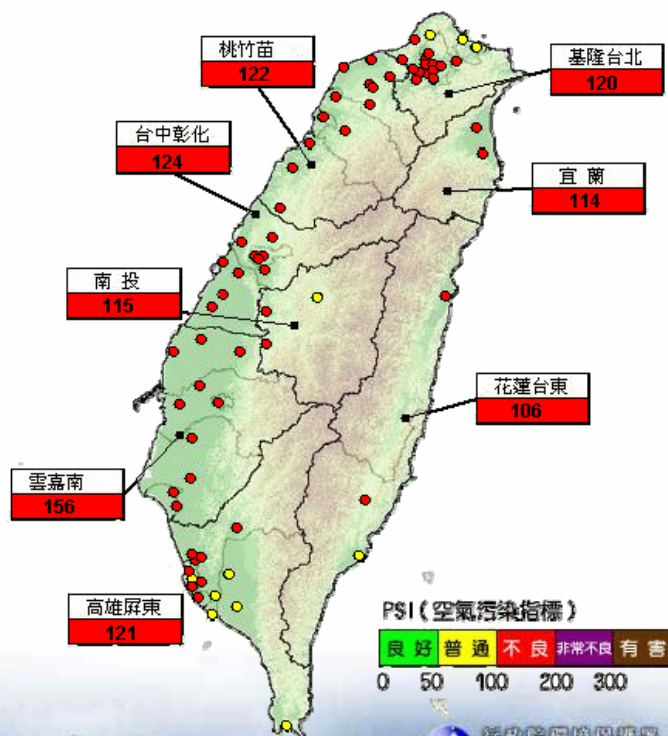 桃竹苗
122
基隆台北
120
台中彰化
124
宜蘭
114
南投
115
花蓮台東
106
雲嘉南
156
高雄屏東
121
PSI(空氣污染指標)
良好 普通 不良 非常不良 有害
0 50 100 200 300